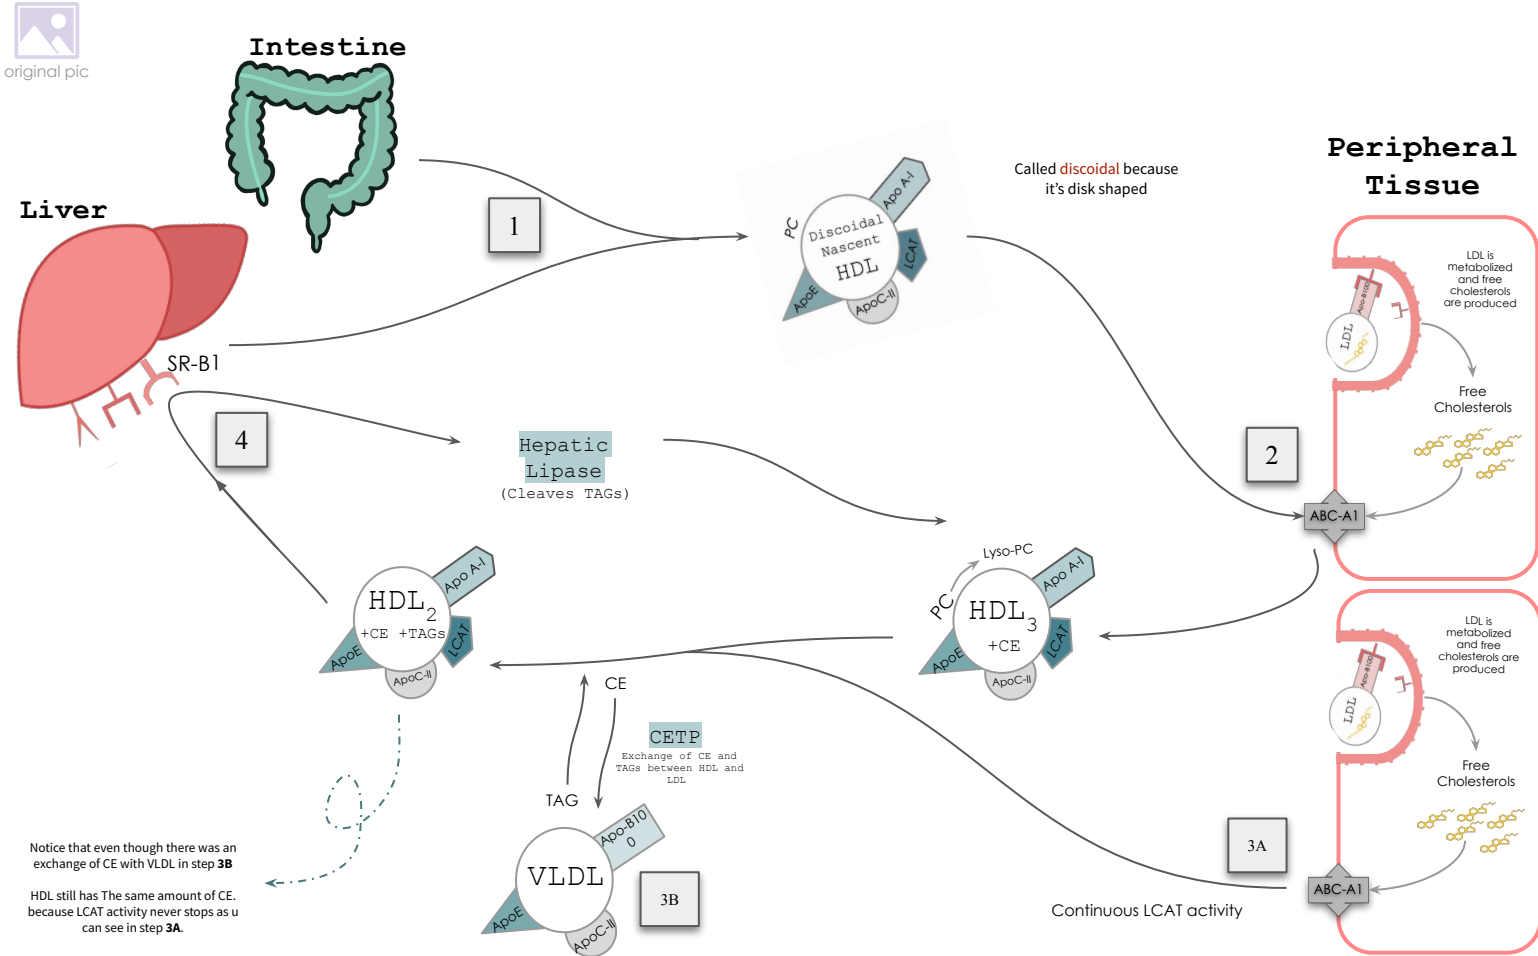 original pic
Intestine
Liver
1
PC
Discoidal
Nascent
HDL
Apo A-I
LCAT
ApoC-II
ApoE
Called discoidal because
it's disk shaped
Peripheral
Tissue
LDL is
metabolized
and free
cholesterols
are produced
Apo-B100
LDL
Free
Cholesterols
2
ABC-A1
SR-B1
4
Hepatic
Lipase
(Cleaves TAGs)
Lyso-PC
PC
HDL3
+CE
Apo A-I
LCAT
ApoC-II
ApoE
HDL2
+CE +TAGs
Apo A-I
LCAT
ApoC-II
ApoE
CE
CETP
Exchange of CE and
TAGs between HDL and
LDL
TAG
VLDL
Apo-B10
0
ApoE
ApoC-II
3B
LDL is
metabolized
and free
cholesterols are
produced
Apo-B100
LDL
Free
Cholesterols
3A
ABC-A1
Continuous LCAT activity
Notice that even though there was an
exchange of CE with VLDL in step 3B
HDL still has The same amount of CE.
because LCAT activity never stops as u
can see in step 3A.